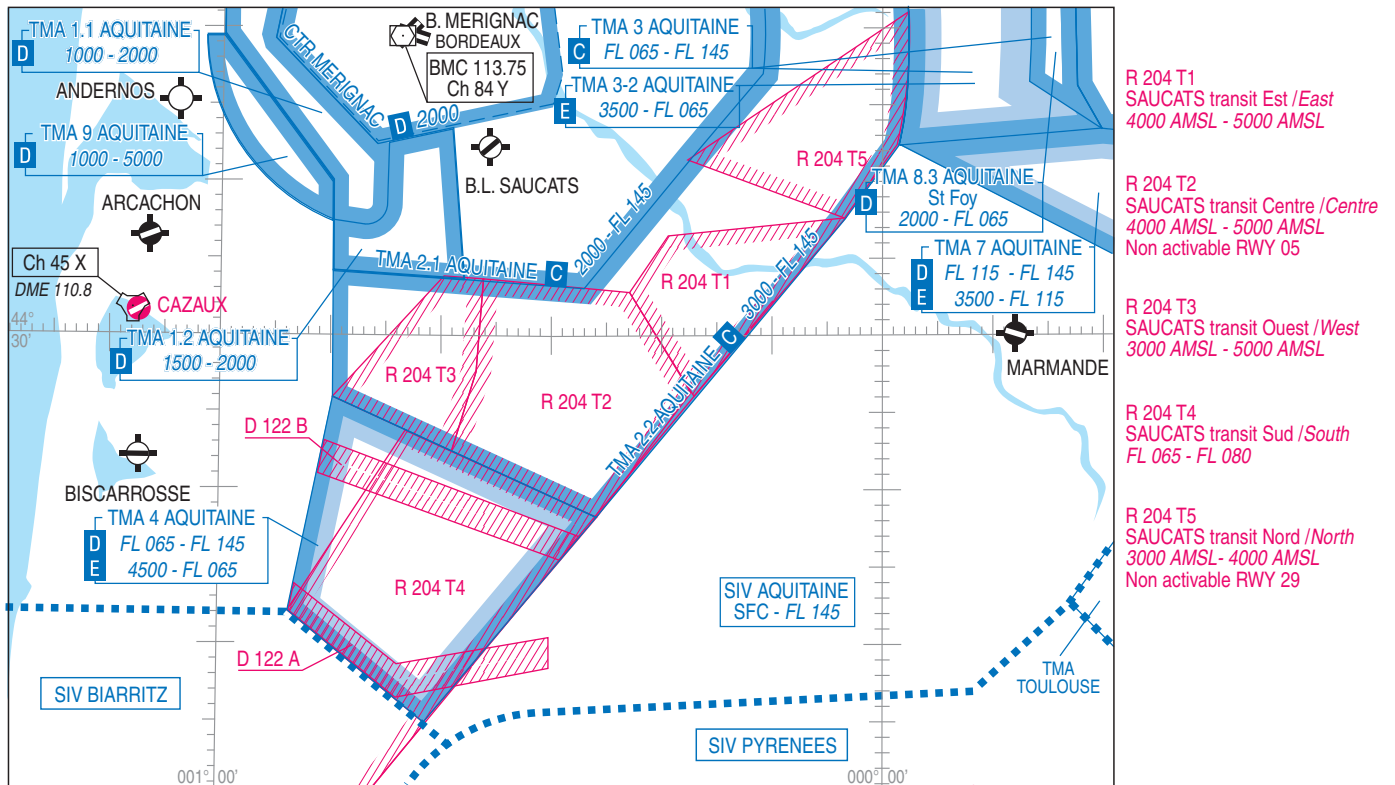 TMA 1.1 AQUITAINE
D
1000 - 2000
ANDERNOS
TMA 9 AQUITAINE
D
1000 - 5000
ARCACHON
Ch 45 X
DME 110.8
CAZAUX
44°
30'
TMA 1.2 AQUITAINE
D
1500 - 2000
D 122 B
BISCARROSSE
TMA 4 AQUITAINE
D
FL 065 - FL 145
E
4500 - FL 065
D 122 A
SIV BIARRITZ
001° 00'
CTR MERIGNAC
D
2000
B. MERIGNAC
BORDEAUX
BMC 113.75
Ch 84 Y
B.L. SAUCATS
TMA 2.1 AQUITAINE
C
2000 - FL 145
R 204 T3
R 204 T2
R 204 T4
R 204 T1
R 204 T5
TMA 2.2 AQUITAINE
C
3000 - FL 145
TMA 3 AQUITAINE
C
FL 065 - FL 145
TMA 3-2 AQUITAINE
E
3500 - FL 065
TMA 8.3 AQUITAINE
St Foy
D
2000 - FL 065
TMA 7 AQUITAINE
D
FL 115 - FL 145
E
3500 - FL 115
MARMANDE
SIV AQUITAINE
SFC - FL 145
TMA
TOULOUSE
SIV PYRENEES
000° 00'
R 204 T1
SAUCATS transit Est /East
4000 AMSL - 5000 AMSL
R 204 T2
SAUCATS transit Centre /Centre
4000 AMSL - 5000 AMSL
Non activable RWY 05
R 204 T3
SAUCATS transit Ouest /West
3000 AMSL - 5000 AMSL
R 204 T4
SAUCATS transit Sud /South
FL 065 - FL 080
R 204 T5
SAUCATS transit Nord /North
3000 AMSL- 4000 AMSL
Non activable RWY 29